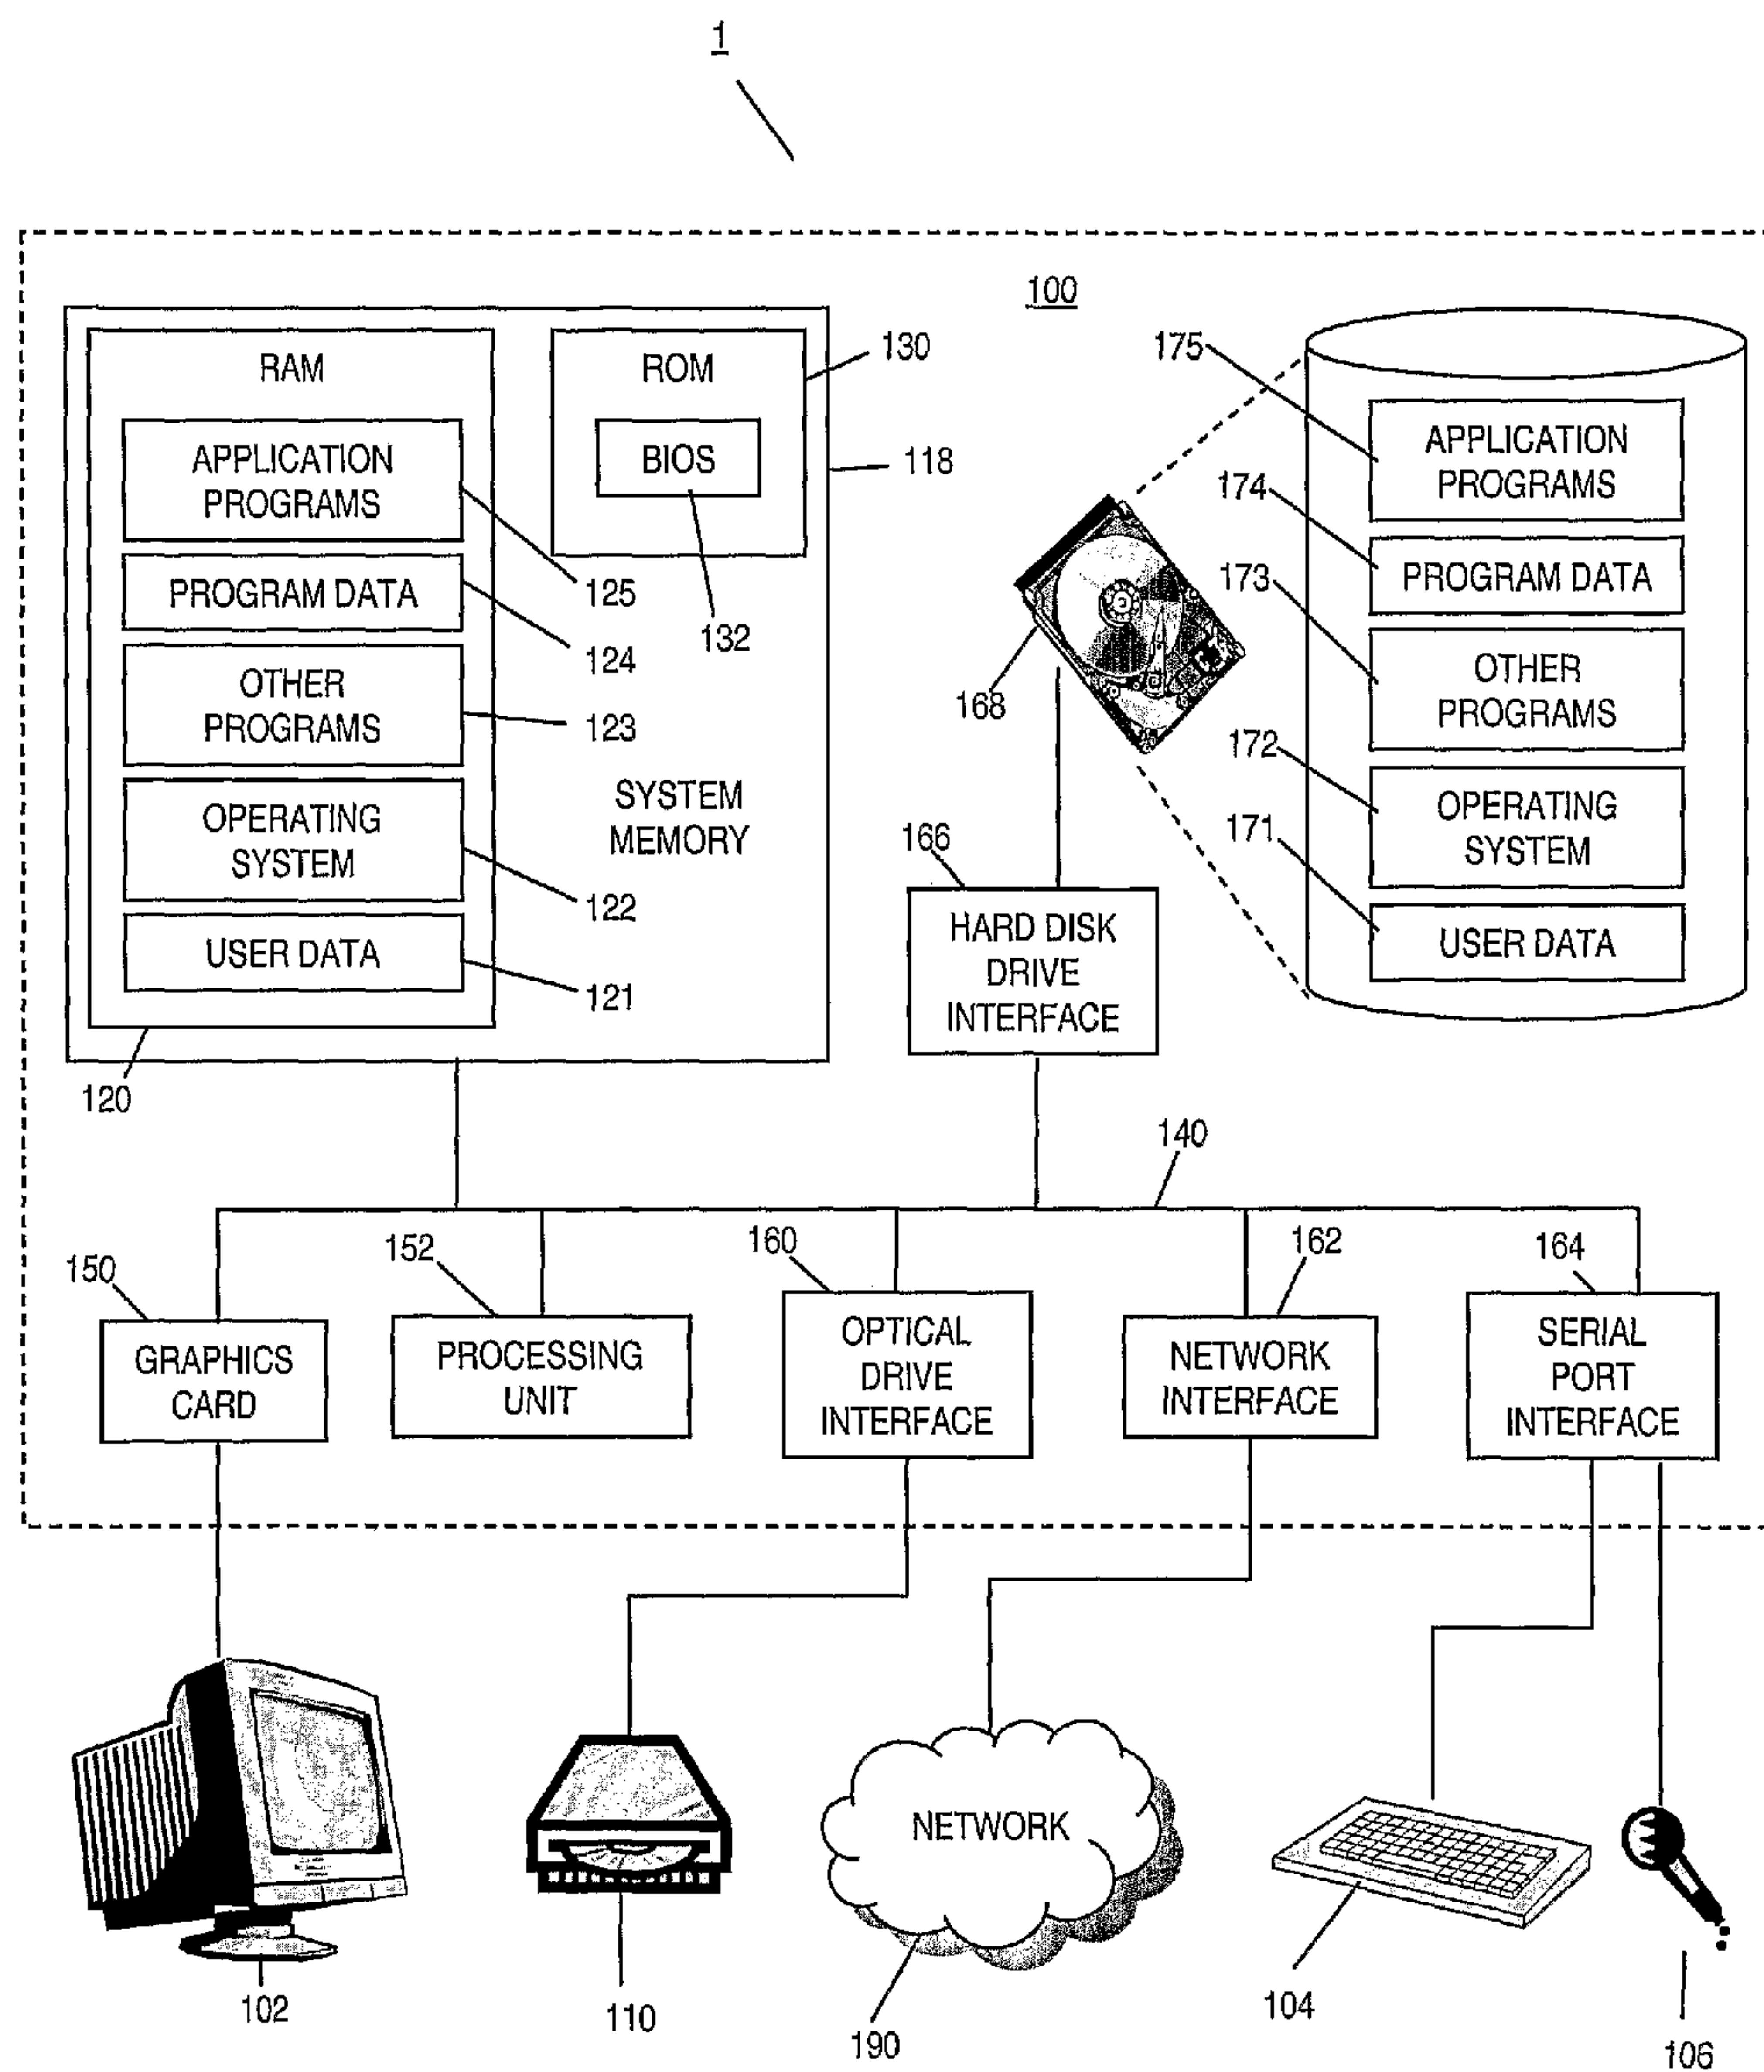 1
100
RAM
ROM
130
175
APPLICATION
PROGRAMS
BIOS
118
APPLICATION
PROGRAMS
174
PROGRAM DATA
125
132
173
PROGRAM DATA
124
OTHER
PROGRAMS
123
168
OTHER
PROGRAMS
172
OPERATING
SYSTEM
122
SYSTEM
MEMORY
166
171
OPERATING
SYSTEM
USER DATA
121
HARD DISK
DRIVE
INTERFACE
USER DATA
120
140
150
152
160
162
164
GRAPHICS
CARD
PROCESSING
UNIT
OPTICAL
DRIVE
INTERFACE
NETWORK
INTERFACE
SERIAL
PORT
INTERFACE
NETWORK
102
110
190
104
106